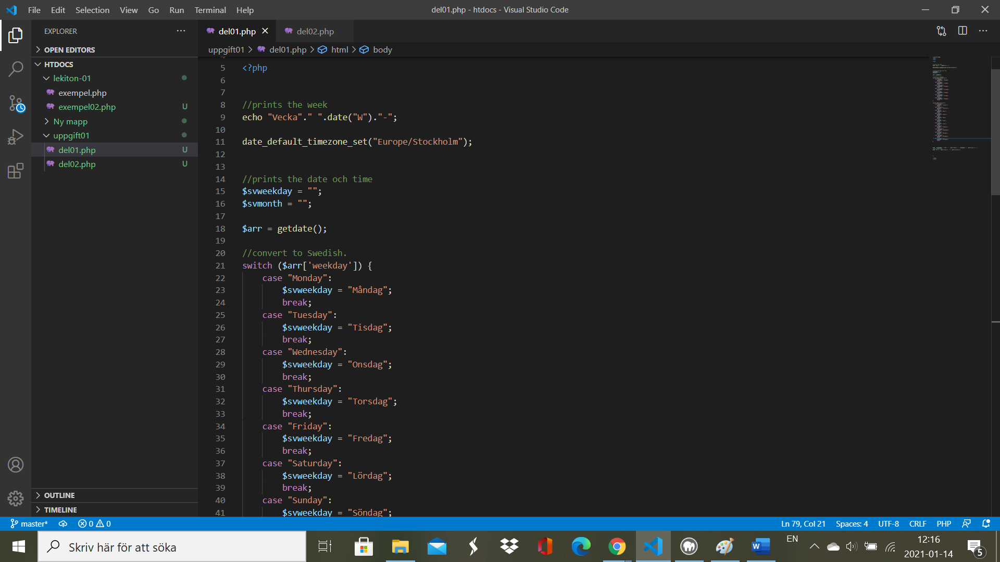 File Edit Selection View Go Run Terminal Help
del01.php - htdocs - Visual Studio Code
EXPLORER
OPEN EDITORS
HTDOCS
lekiton-01
exempel.php
exempel02.php U
Ny mapp
uppgift01
del01.php U
del02.php U
OUTLINE
TIMELINE
del01.php del02.php
uppgift01 > del01.php > html > body
5 <?php
6
7
8 //prints the week
9 echo "Vecka"." ".date("W")."-";
10
11 date_default_timezone_set("Europe/Stockholm");
12
13
14 //prints the date och time
15 $svweekday = "";
16 $svmonth = "";
17
18 $arr = getdate();
19
20 //convert to Swedish.
21 switch ($arr['weekday']) {
22 case "Monday":
23 $svweekday = "Måndag";
24 break;
25 case "Tuesday":
26 $svweekday = "Tisdag";
27 break;
28 case "Wednesday":
29 $svweekday = "Onsdag";
30 break;
31 case "Thursday":
32 $svweekday = "Torsdag";
33 break;
34 case "Friday":
35 $svweekday = "Fredag";
36 break;
37 case "Saturday":
38 $svweekday = "Lördag";
39 break;
40 case "Sunday":
41 $svweekday = "Söndag";
master* 0 0
Ln 79, Col 21 Spaces: 4 UTF-8 CRLF PHP
Skriv här för att söka
EN
12:16
2021-01-14
5